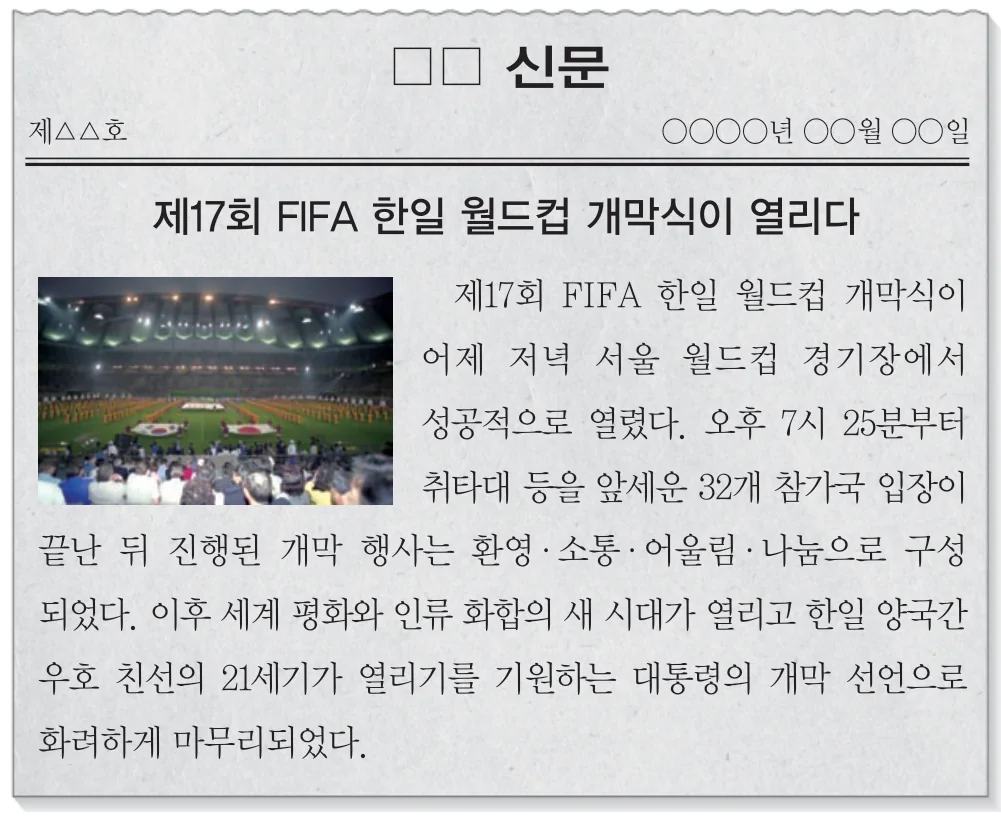 □□ 신문
제△△호
○○○○년 ○○월 ○○일
제17회 FIFA 한일 월드컵 개막식이 열리다
제17회 FIFA 한일 월드컵 개막식이
어제 저녁 서울 월드컵 경기장에서
성공적으로 열렸다. 오후 7시 25분부터
취타대 등을 앞세운 32개 참가국 입장이
끝난 뒤 진행된 개막 행사는 환영·소통·어울림·나눔으로 구성
되었다. 이후 세계 평화와 인류 화합의 새 시대가 열리고 한일 양국간
우호 친선의 21세기가 열리기를 기원하는 대통령의 개막 선언으로
화려하게 마무리되었다.